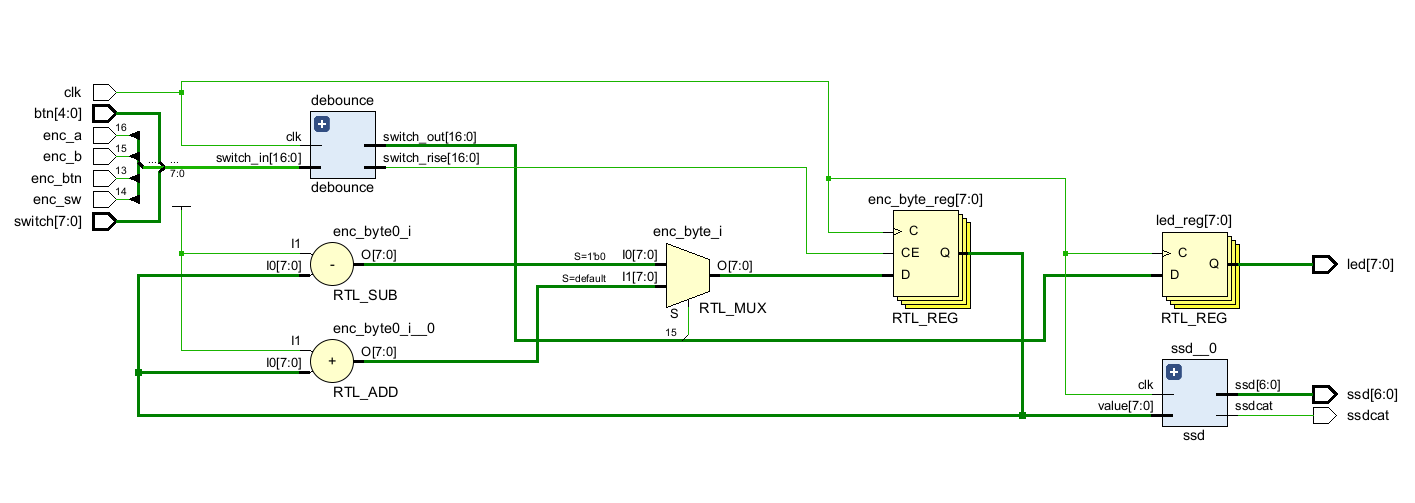 clk
btn[4:0]
enc_a
enc_b
enc_btn
enc_sw
switch[7:0]
16
15
13
14
... ...
7:0
debounce
clk
switch_in[16:0]
switch_out[16:0]
switch_rise[16:0]
debounce
enc_byte0_i
I1
I0[7:0]
-
O[7:0]
RTL_SUB
enc_byte0_i__0
I1
I0[7:0]
+
O[7:0]
RTL_ADD
enc_byte_i
S=1'b0
I0[7:0]
S=default
I1[7:0]
O[7:0]
S
RTL_MUX
15
enc_byte_reg[7:0]
C
CE
Q
D
RTL_REG
led_reg[7:0]
C
Q
D
RTL_REG
led[7:0]
ssd__0
clk
value[7:0]
ssd[6:0]
ssdcat
ssd
ssd[6:0]
ssdcat